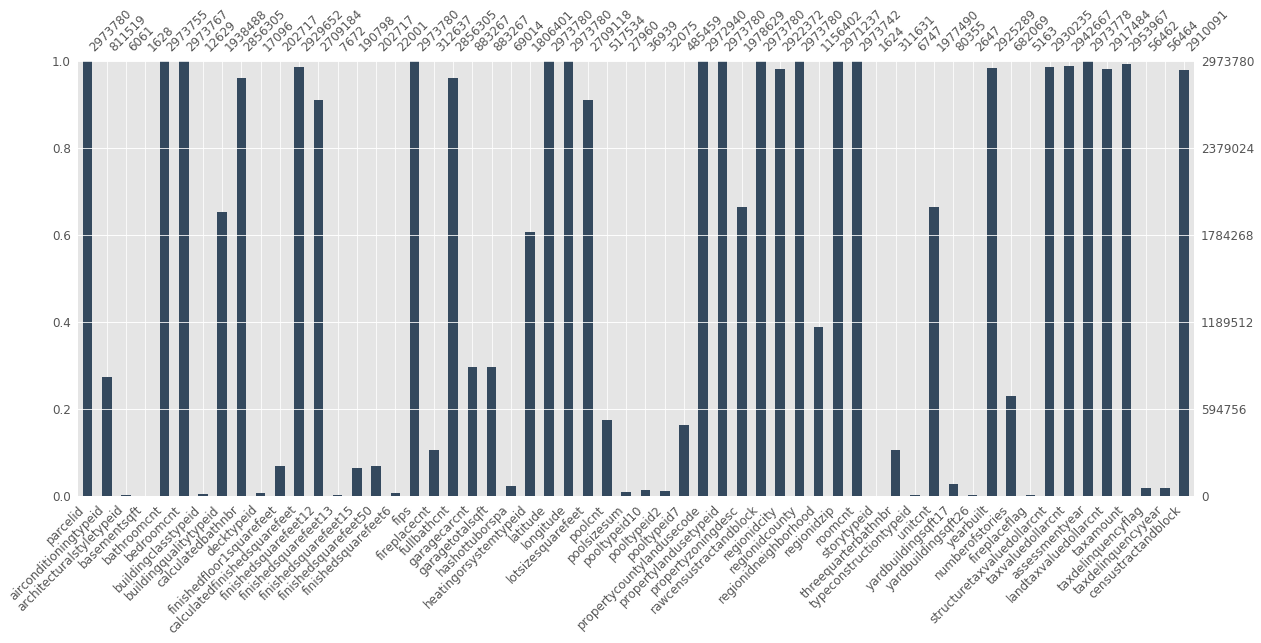 2973780
811519
6061
1628
2973755
2973767
12629
1938488
2856305
17096
202717
2929652
2709184
7672
190798
202717
22001
2973780
312637
2856305
883267
883267
69014
1806401
2973780
2973780
2709118
517534
27960
36939
32075
485459
2972940
2973780
1978629
2973780
2922372
2973780
1156402
2971237
2973742
1624
311631
6747
1977490
80355
2647
2925289
682069
5163
2930235
2942667
2973778
2917484
2953967
56462
56464
2910091
1.0
0.8
0.6
0.4
0.2
0.0
2973780
2379024
1784268
1189512
594756
0
parcelid
airconditioningtypeid
architecturalstyletypeid
basementsqft
bathroomcnt
bedroomcnt
buildingclasstypeid
buildingqualitytypeid
calculatedbathnbr
decktypeid
finishedfloor1squarefeet
calculatedfinishedsquarefeet
finishedsquarefeet12
finishedsquarefeet13
finishedsquarefeet15
finishedsquarefeet50
finishedsquarefeet6
fips
fireplacecnt
fullbathcnt
garagecarcnt
garagetotalsqft
hashottuborspa
heatingorsystemtypeid
latitude
longitude
lotsizesquarefeet
poolcnt
poolsizesum
pooltypeid10
pooltypeid2
pooltypeid7
propertycountylandusecode
propertylandusetypeid
propertyzoningdesc
rawcensustractandblock
regionidcity
regionidcounty
regionidneighborhood
regionidzip
roomcnt
storytypeid
threequarterbathnbr
typeconstructiontypeid
unitcnt
yardbuildingsqft17
yardbuildingsqft26
yearbuilt
numberofstories
fireplaceflag
structuretaxvaluedollarcnt
taxvaluedollarcnt
assessmentyear
landtaxvaluedollarcnt
taxamount
taxdelinquencyflag
taxdelinquencyyear
censustractandblock